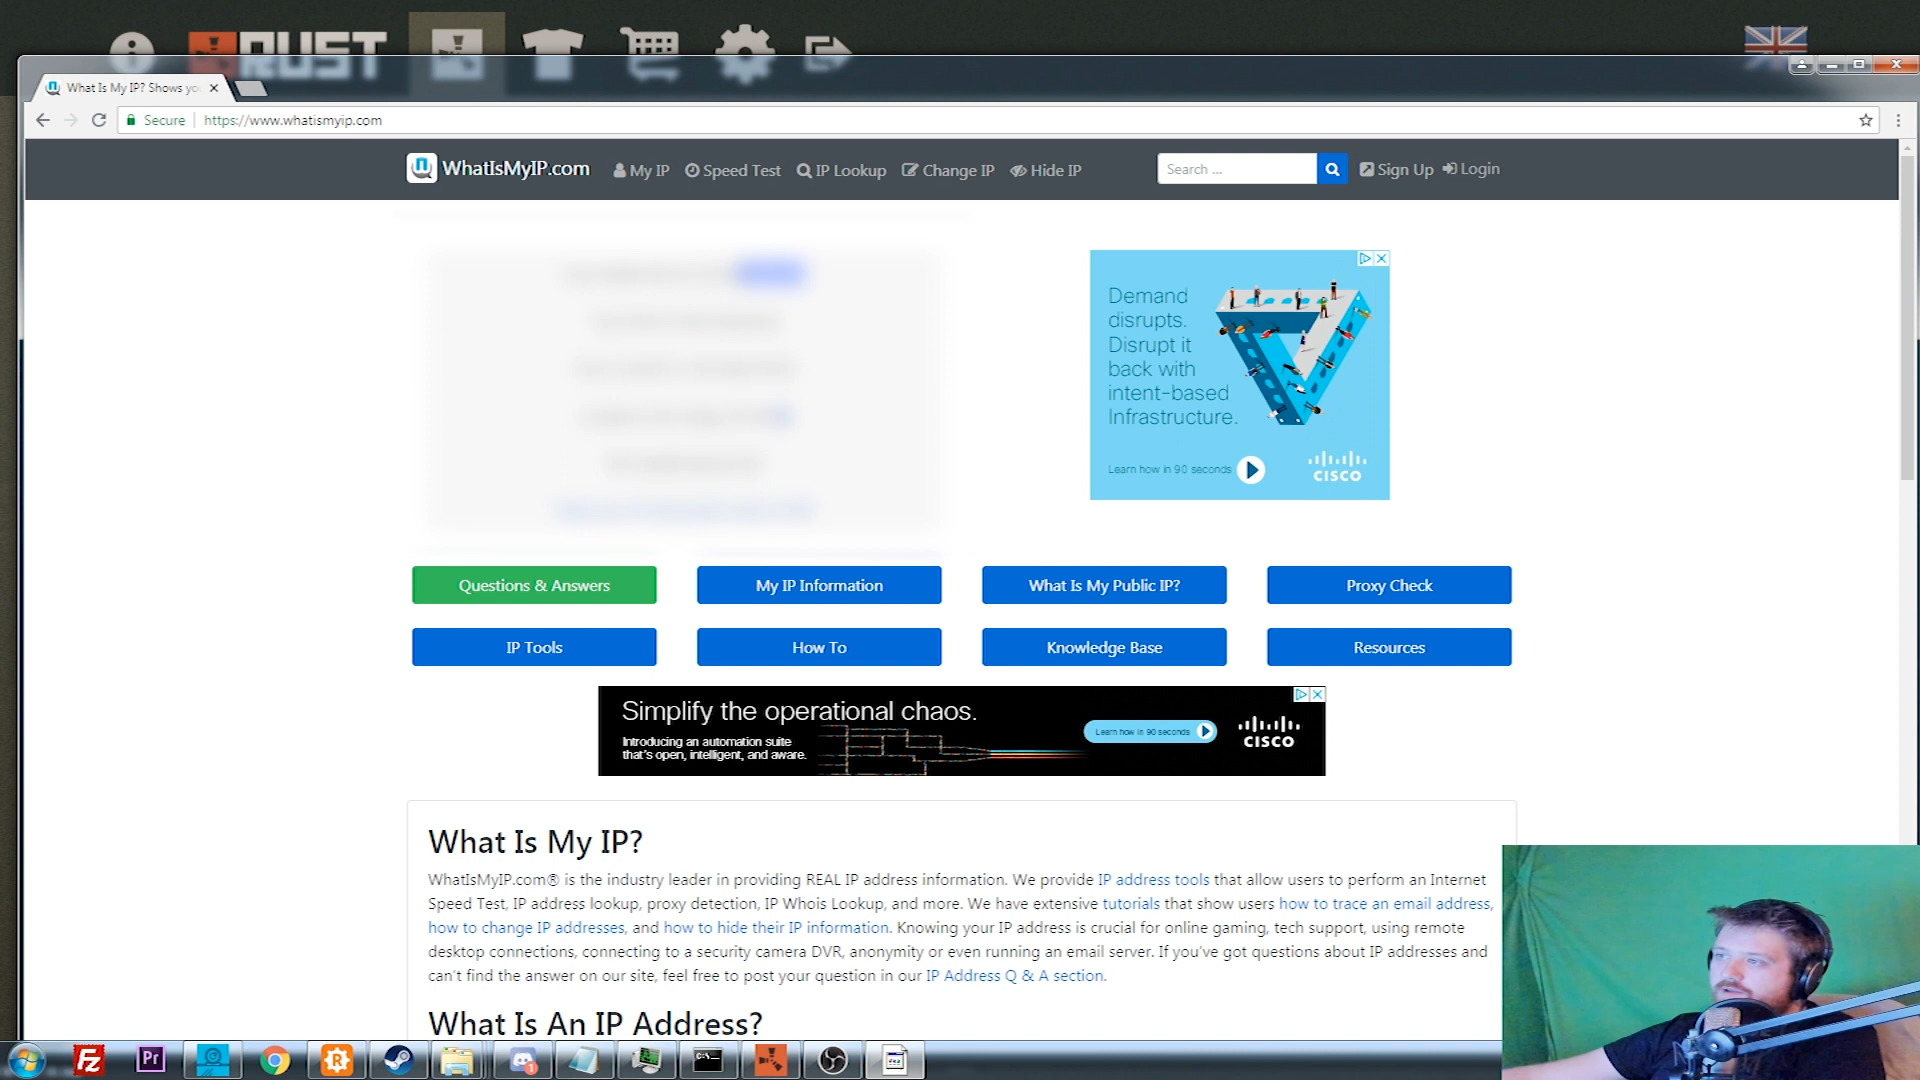 RUST
What Is My IP? Shows yo
Secure
https://www.whatismyip.com
WhatIsMyIP.com
My IP
Speed Test
IP Lookup
Change IP
Hide IP
Search ...
Sign Up
Login
Demand
disrupts.
Disrupt it
back with
intent-based
Infrastructure.
Learn how in 90 seconds
CISCO
Questions & Answers
My IP Information
What Is My Public IP?
Proxy Check
IP Tools
How To
Knowledge Base
Resources
Simplify the operational chaos.
Introducing an automation suite
that's open, intelligent, and aware.
Learn how in 90 seconds
CISCO
What Is My IP?
WhatIsMyIP.com® is the industry leader in providing REAL IP address information. We provide IP address tools that allow users to perform an Internet
Speed Test, IP address lookup, proxy detection, IP Whois Lookup, and more. We have extensive tutorials that show users how to trace an email address,
how to change IP addresses, and how to hide their IP information. Knowing your IP address is crucial for online gaming, tech support, using remote
desktop connections, connecting to a security camera DVR, anonymity or even running an email server. If you've got questions about IP addresses and
can't find the answer on our site, feel free to post your question in our IP Address Q & A section.
What Is An IP Address?
Fz
Pr
R
C:\
1